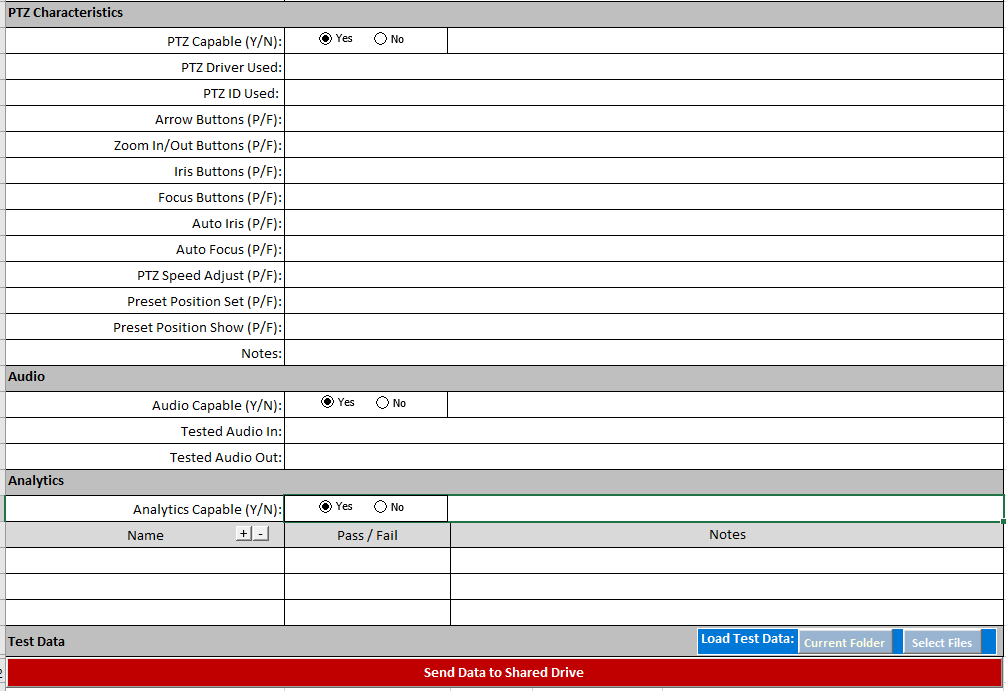 PTZ Characteristics
PTZ Capable (Y/N): Yes No
PTZ Driver Used:
PTZ ID Used:
Arrow Buttons (P/F):
Zoom In/Out Buttons (P/F):
Iris Buttons (P/F):
Focus Buttons (P/F):
Auto Iris (P/F):
Auto Focus (P/F):
PTZ Speed Adjust (P/F):
Preset Position Set (P/F):
Preset Position Show (P/F):
Notes:
Audio
Audio Capable (Y/N): Yes No
Tested Audio In:
Tested Audio Out:
Analytics
Analytics Capable (Y/N): Yes No
Name + - Pass / Fail Notes
Test Data Load Test Data: Current Folder Select Files
Send Data to Shared Drive